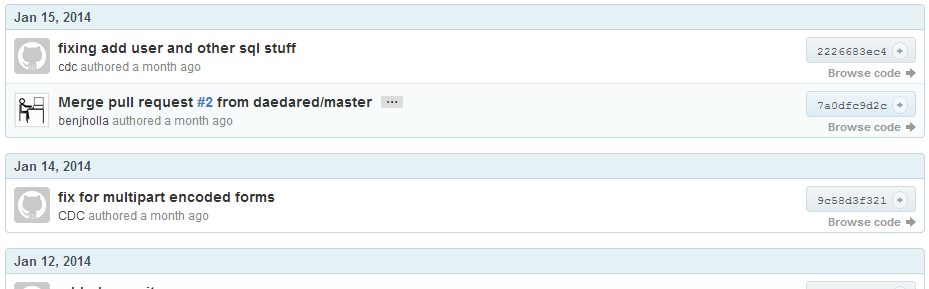 Jan 15, 2014
fixing add user and other sql stuff
2226683ec4
cdc authored a month ago
Browse code
Merge pull request #2 from daedared/master ...
7a0dfc9d2c
benjholla authored a month ago
Browse code
Jan 14, 2014
fix for multipart encoded forms
9c58d3f321
CDC authored a month ago
Browse code
Jan 12, 2014